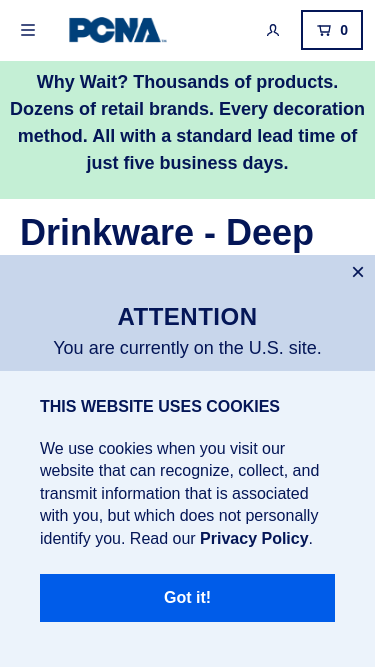 PCNA
0
Why Wait? Thousands of products.
Dozens of retail brands. Every decoration
method. All with a standard lead time of
just five business days.
Drinkware - Deep
ATTENTION
You are currently on the U.S. site.
THIS WEBSITE USES COOKIES
We use cookies when you visit our
website that can recognize, collect, and
transmit information that is associated
with you, but which does not personally
identify you. Read our Privacy Policy.
Got it!